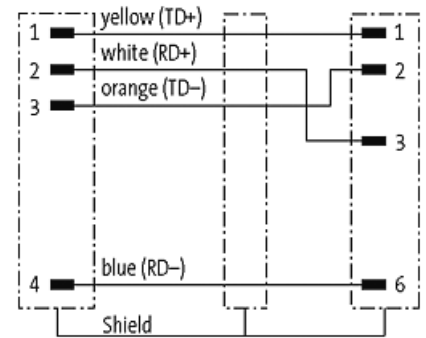 yellow (TD+)
1 1
white (RD+)
2 2
orange (TD–)
3
3
blue (RD–)
4 6
Shield